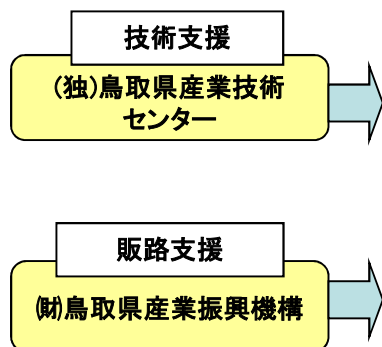 技術支援
(独)鳥取県産業技術
センター
販路支援
㈶鳥取県産業振興機構